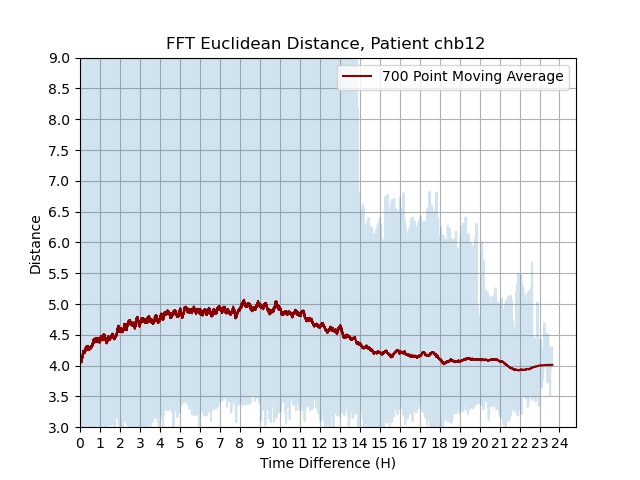 FFT Euclidean Distance, Patient chb12
700 Point Moving Average
9.0
8.5
8.0
7.5
7.0
6.5
6.0
5.5
5.0
4.5
4.0
3.5
3.0
Distance
0 1 2 3 4 5 6 7 8 9 10 11 12 13 14 15 16 17 18 19 20 21 22 23 24
Time Difference (H)